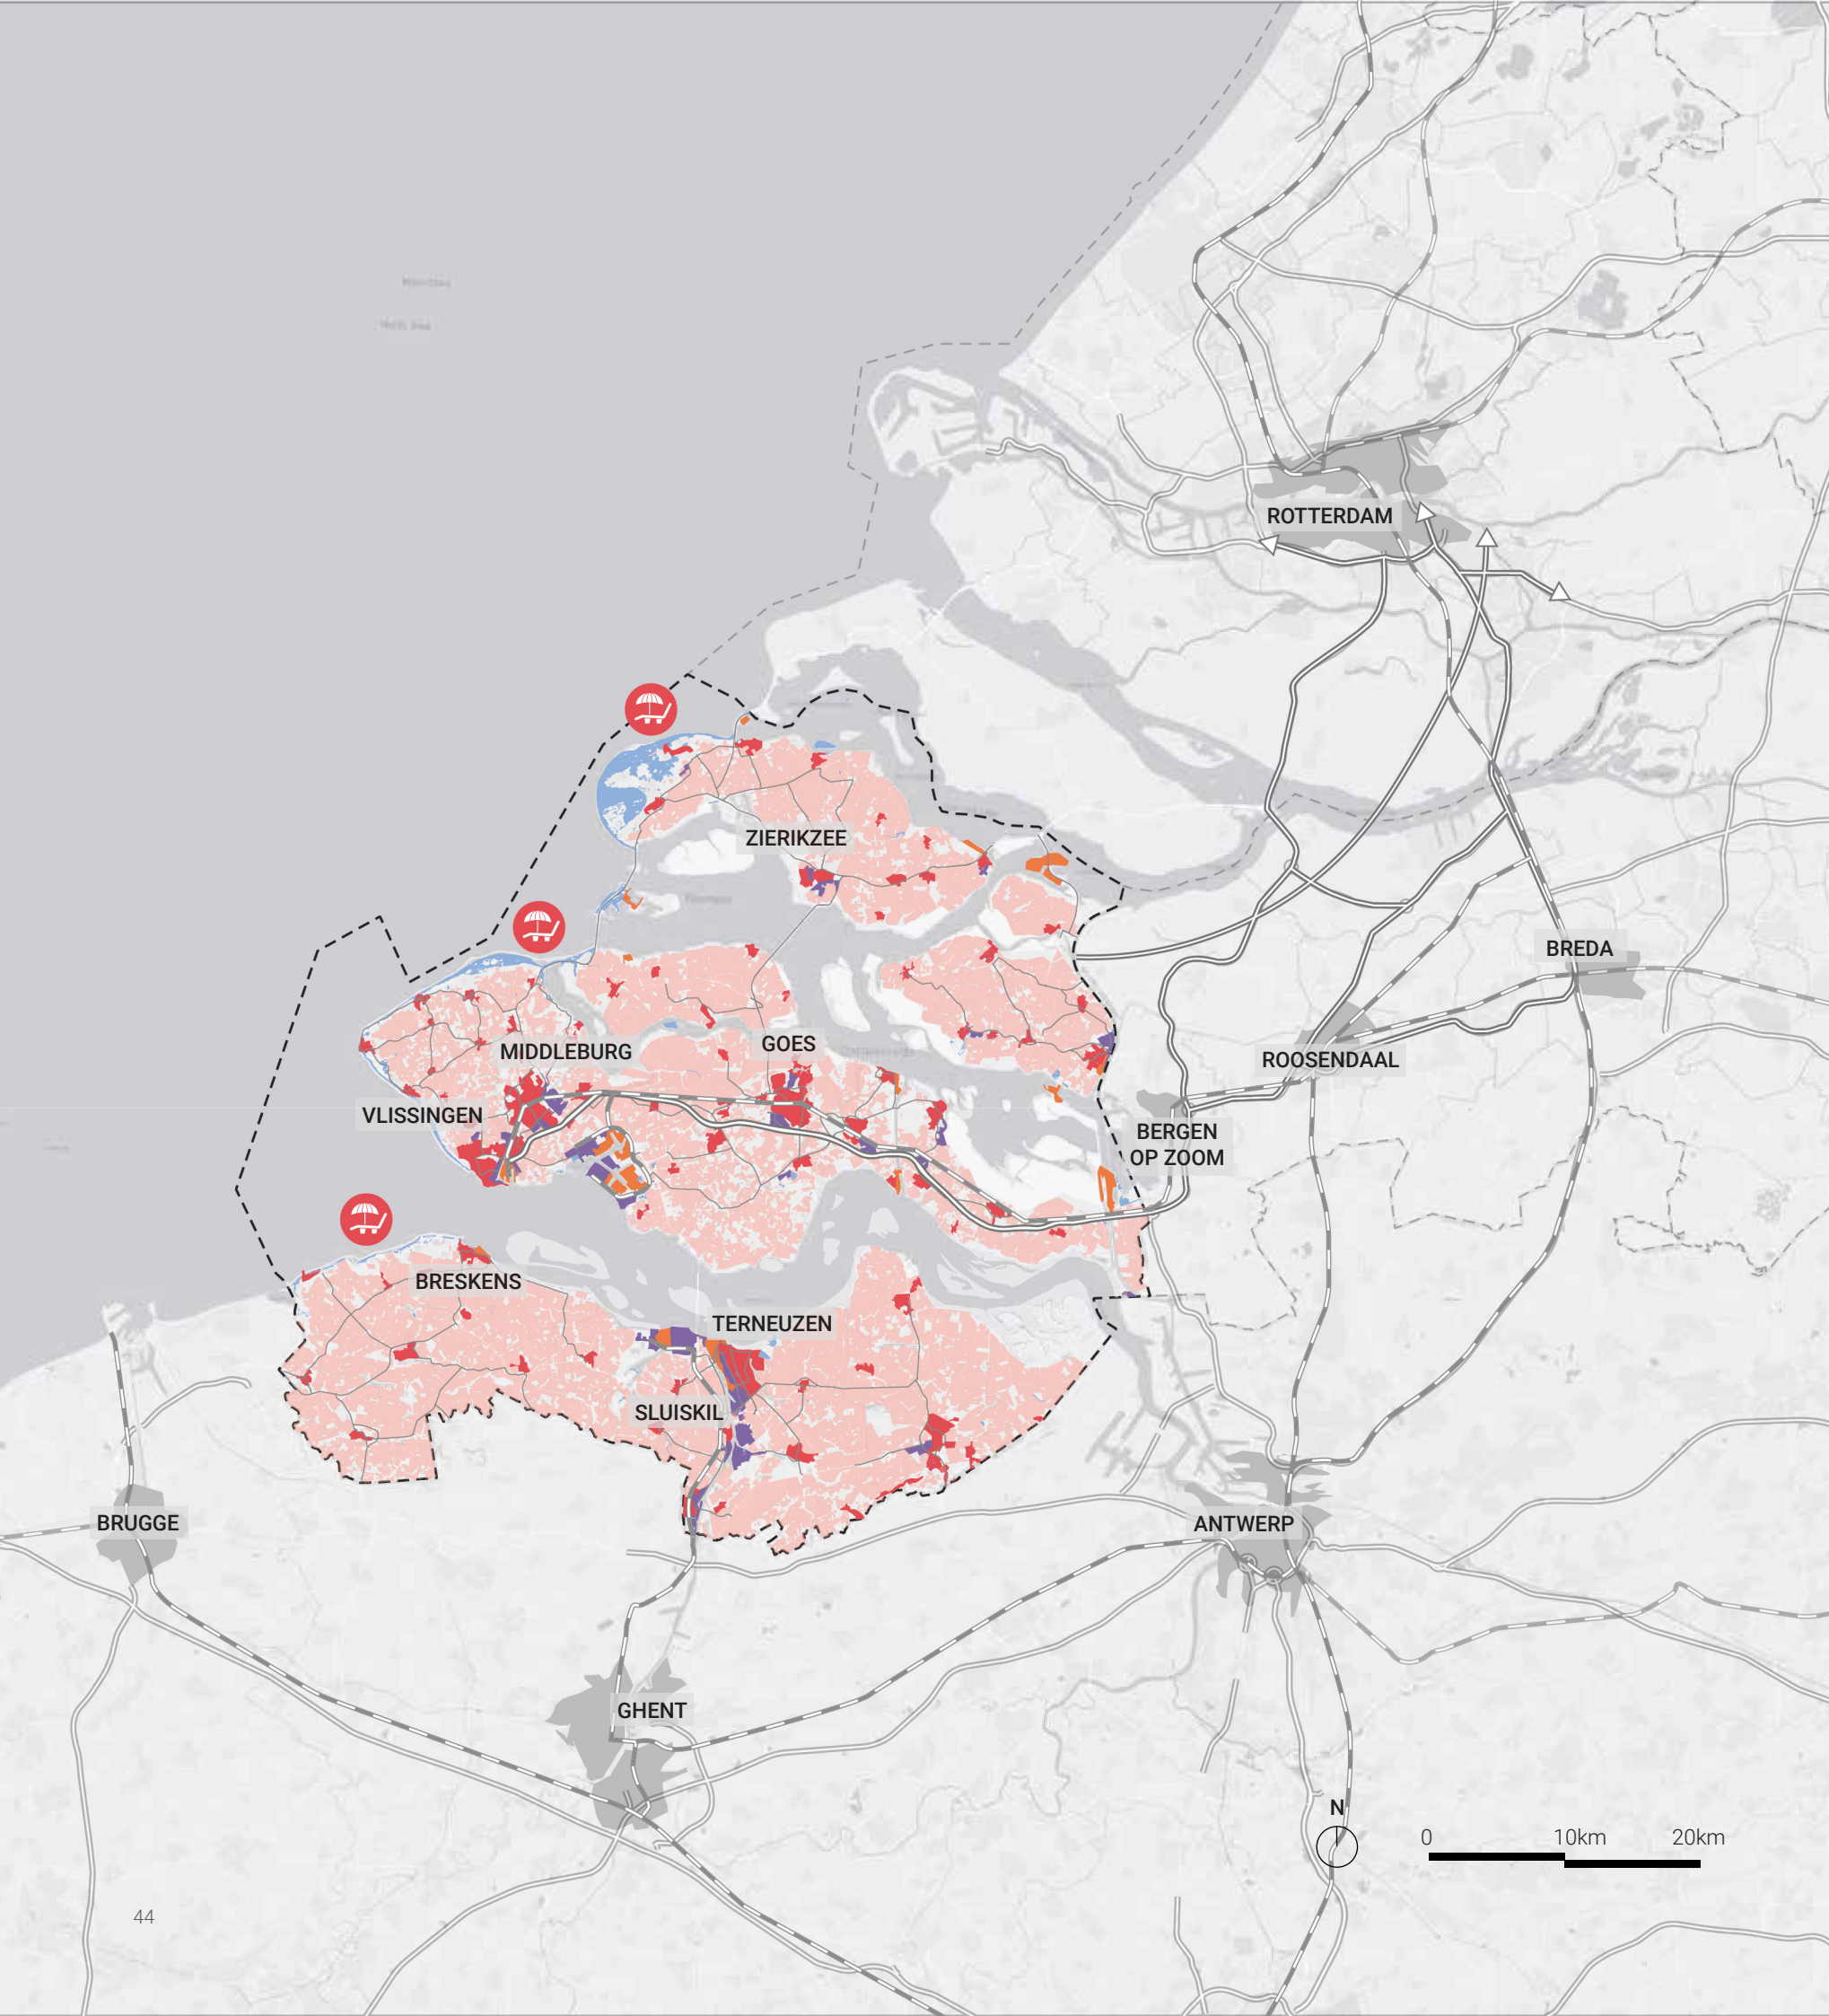 ROTTERDAM
ZIERIKZEE
BREDA
MIDDLEBURG
GOES
ROOSENDAAL
VLISSINGEN
BERGEN
OP ZOOM
BRESKENS
TERNEUZEN
SLUISKIL
BRUGGE
ANTWERP
GHENT
N
0 10km 20km
44